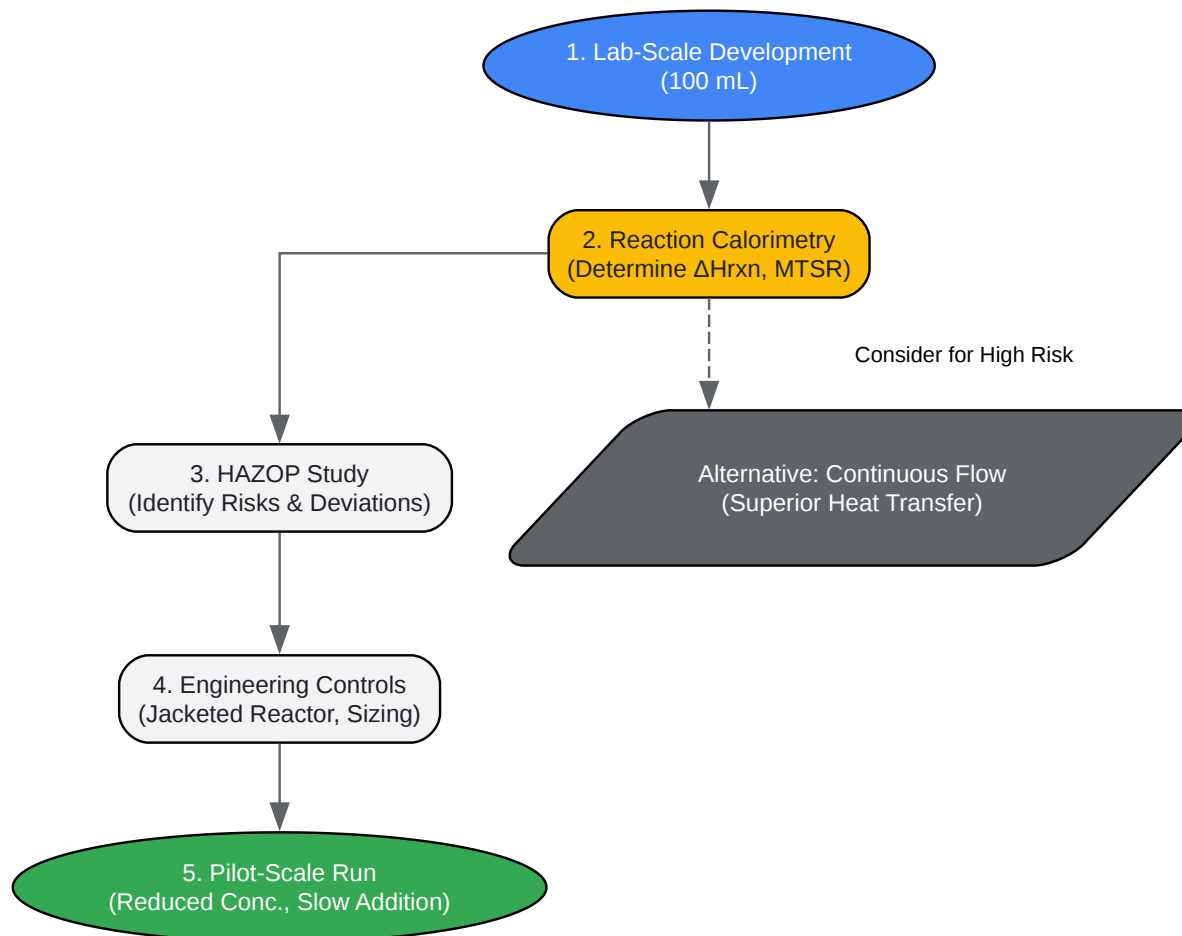 1. Lab-Scale Development
(100 mL)
2. Reaction Calorimetry
(Determine ΔHrxn, MTSR)
Consider for High Risk
3. HAZOP Study
(Identify Risks & Deviations)
Alternative: Continuous Flow
(Superior Heat Transfer)
4. Engineering Controls
(Jacketed Reactor, Sizing)
5. Pilot-Scale Run
(Reduced Conc., Slow Addition)